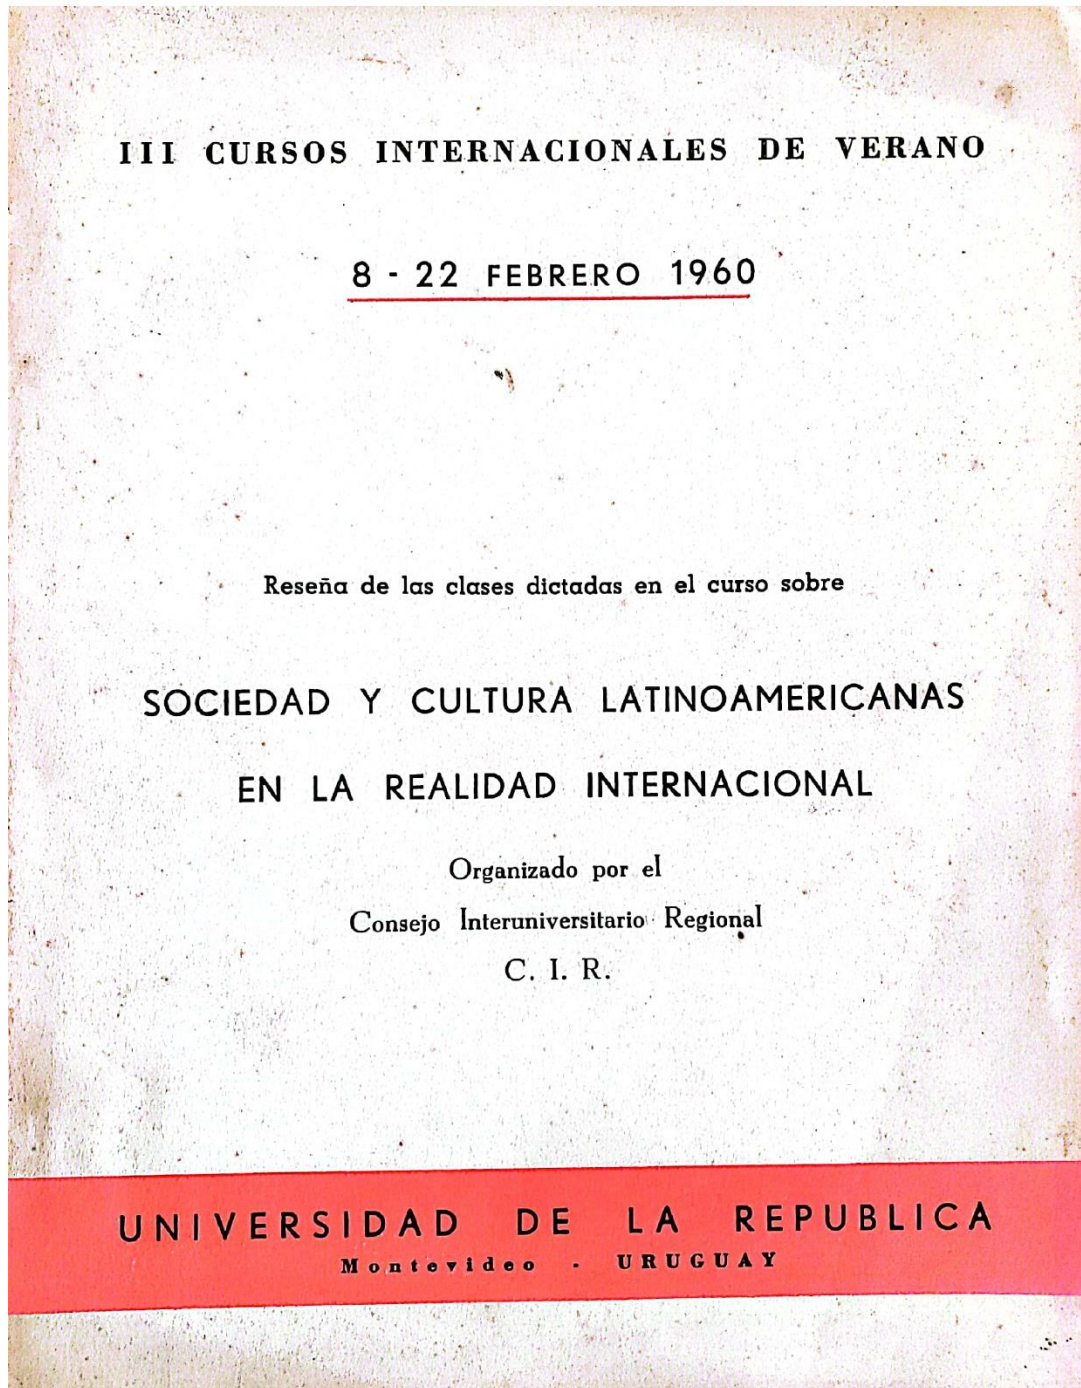 III CURSOS INTERNACIONALES DE VERANO
8 - 22 FEBRERO 1960
Reseña de las clases dictadas en el curso sobre
SOCIEDAD Y CULTURA LATINOAMERICANAS
EN LA REALIDAD INTERNACIONAL
Organizado por el
Consejo Interuniversitario Regional
C. I. R.
UNIVERSIDAD DE LA REPUBLICA
Montevideo - URUGUAY